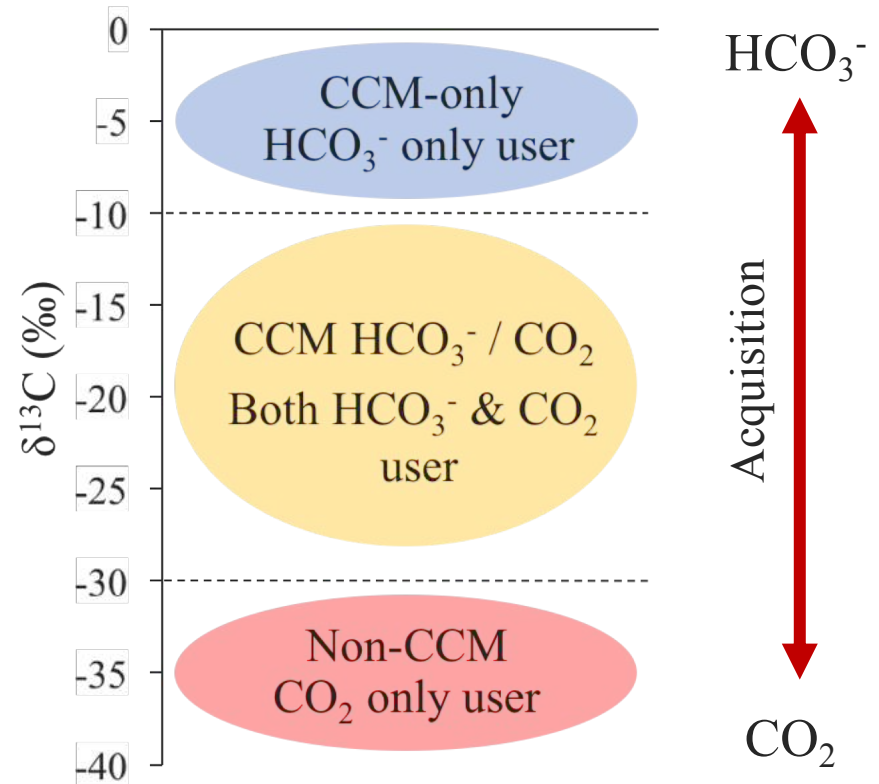 0
-5
-10
-15
-20
-25
-30
-35
-40
δ¹³C (‰)
CCM-only
HCO₃⁻ only user
CCM HCO₃⁻ / CO₂
Both HCO₃⁻ & CO₂
user
Non-CCM
CO₂ only user
HCO₃⁻
Acquisition
CO₂